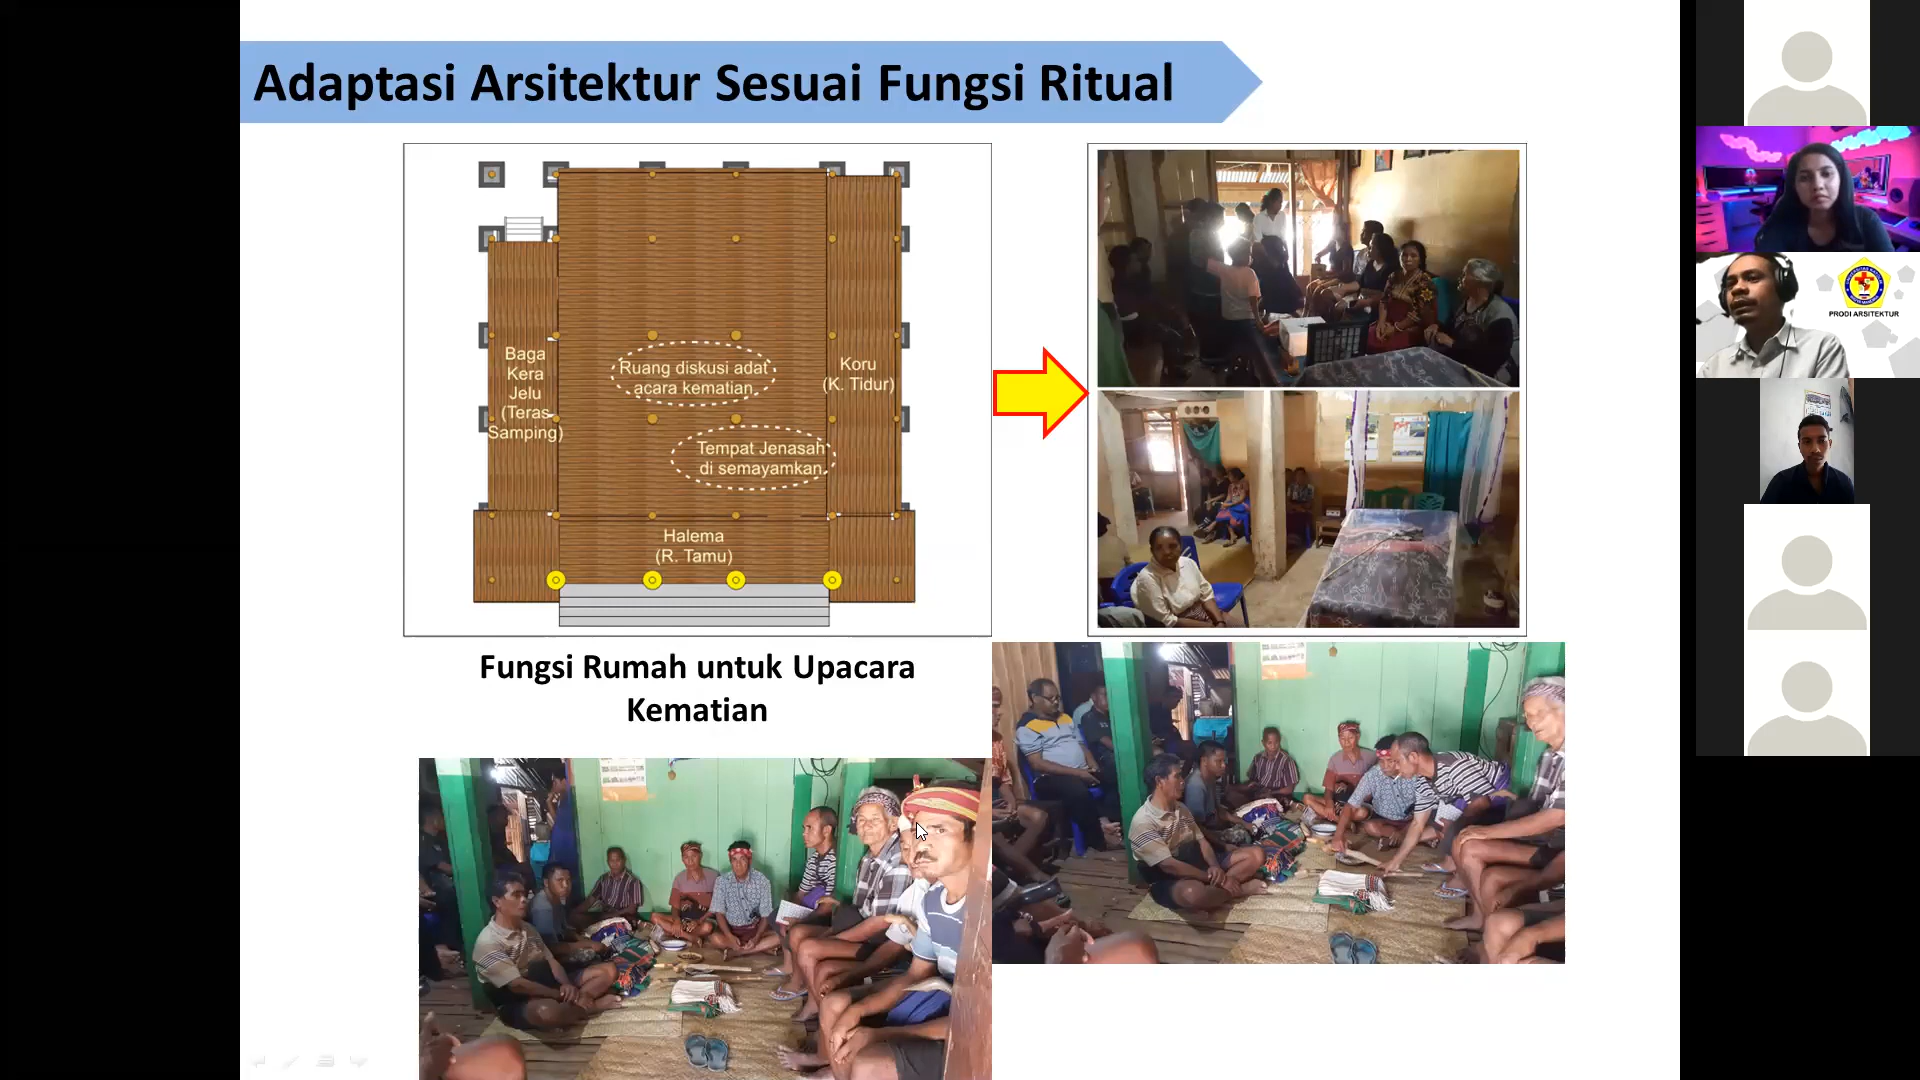 Adaptasi Arsitektur Sesuai Fungsi Ritual
Baga
Kera
Jelu
(Teras
Samping)
Ruang diskusi adat
acara kematian
Koru
(K. Tidur)
Tempat Jenasah
di semayamkan
Halema
(R. Tamu)
Fungsi Rumah untuk Upacara
Kematian
PRODI ARSITEKTUR